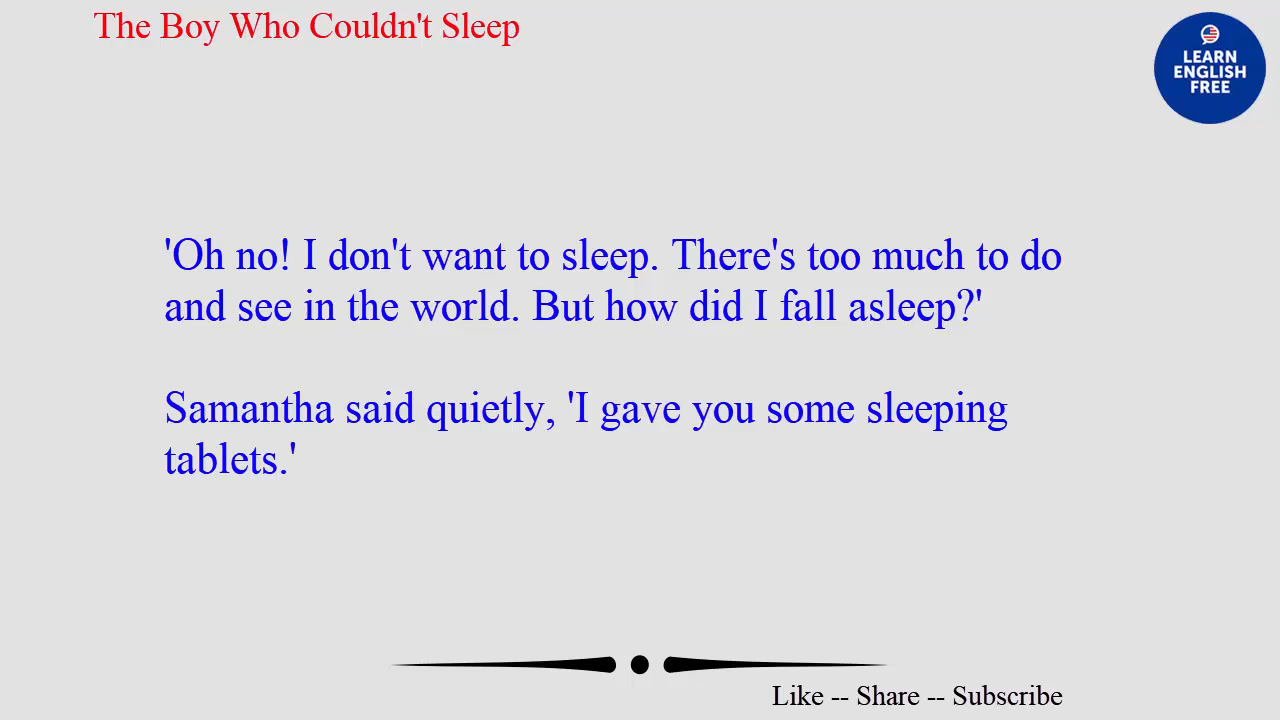 The Boy Who Couldn't Sleep
LEARN
ENGLISH
FREE
'Oh no! I don't want to sleep. There's too much to do
and see in the world. But how did I fall asleep?'
Samantha said quietly, 'I gave you some sleeping
tablets.'
Like -- Share -- Subscribe